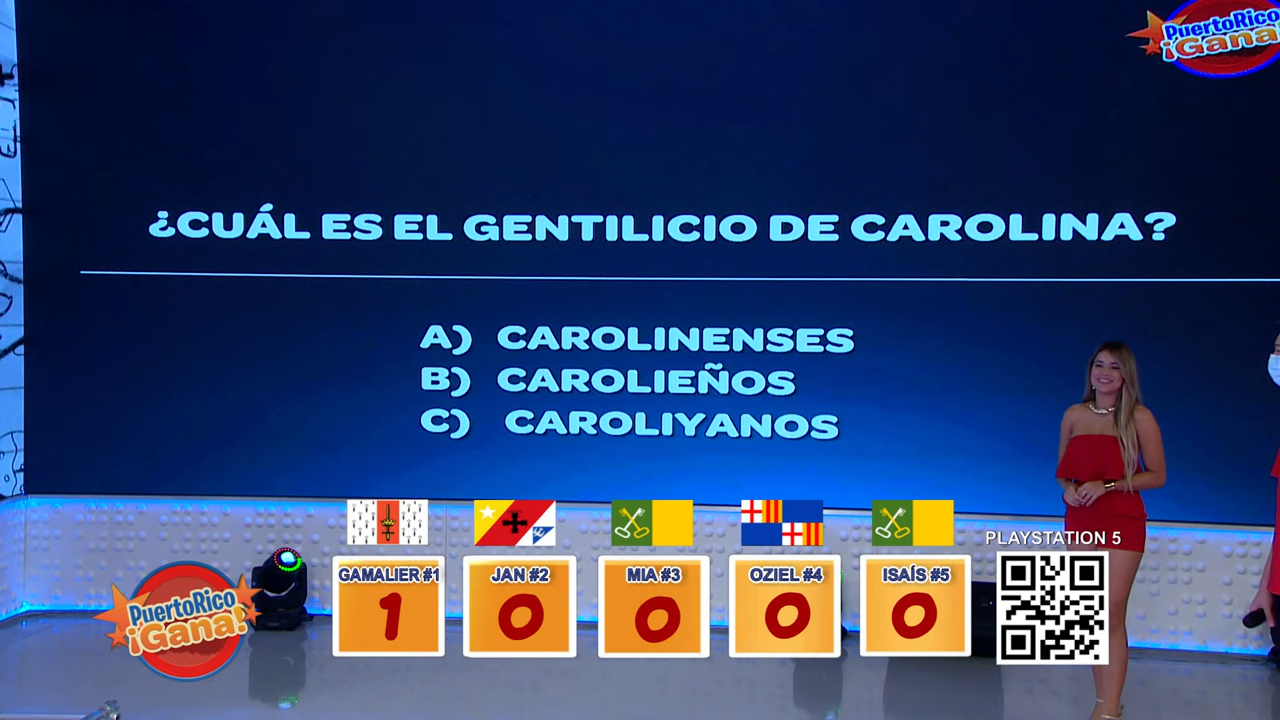 PuertoRico
¡Gana!
¿CUÁL ES EL GENTILICIO DE CAROLINA?
A) CAROLINENSES
B) CAROLIEÑOS
C) CAROLIYANOS
PLAYSTATION 5
GAMALIER #1
JAN #2
MIA #3
OZIEL #4
ISAÍS #5
1
0
0
0
0
PuertoRico
¡Gana!